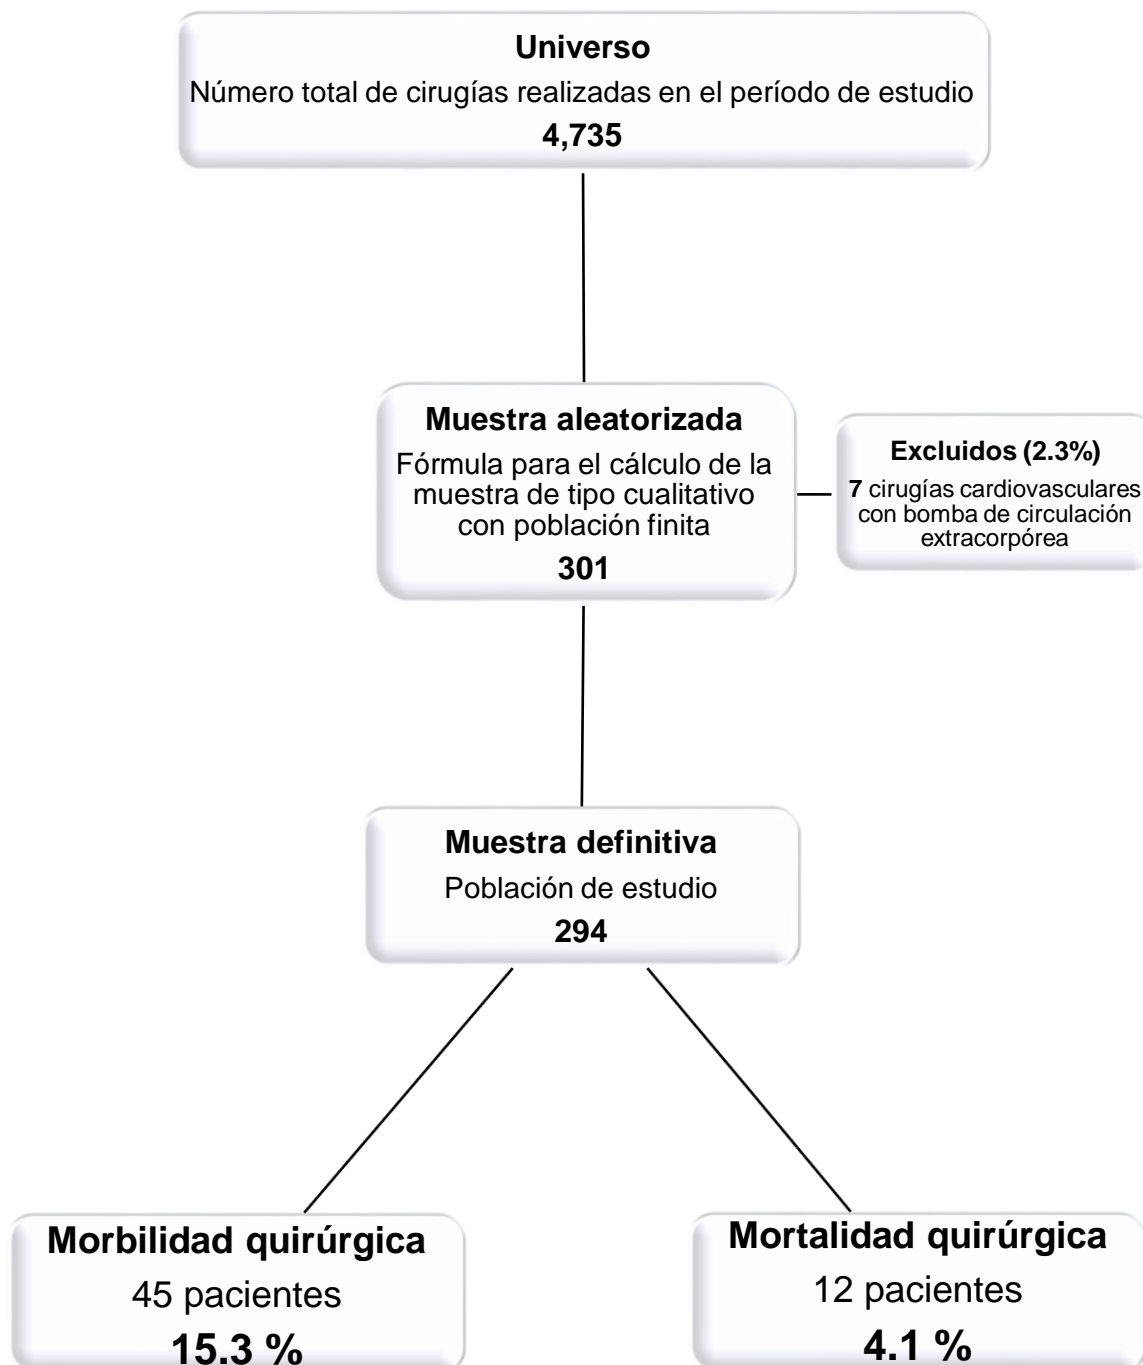 Universo
Número total de cirugías realizadas en el período de estudio
4,735
Muestra aleatorizada
Fórmula para el cálculo de la
muestra de tipo cualitativo
con población finita
301
Excluidos (2.3%)
7 cirugías cardiovasculares
con bomba de circulación
extracorpórea
Muestra definitiva
Población de estudio
294
Morbilidad quirúrgica
45 pacientes
15.3 %
Mortalidad quirúrgica
12 pacientes
4.1 %